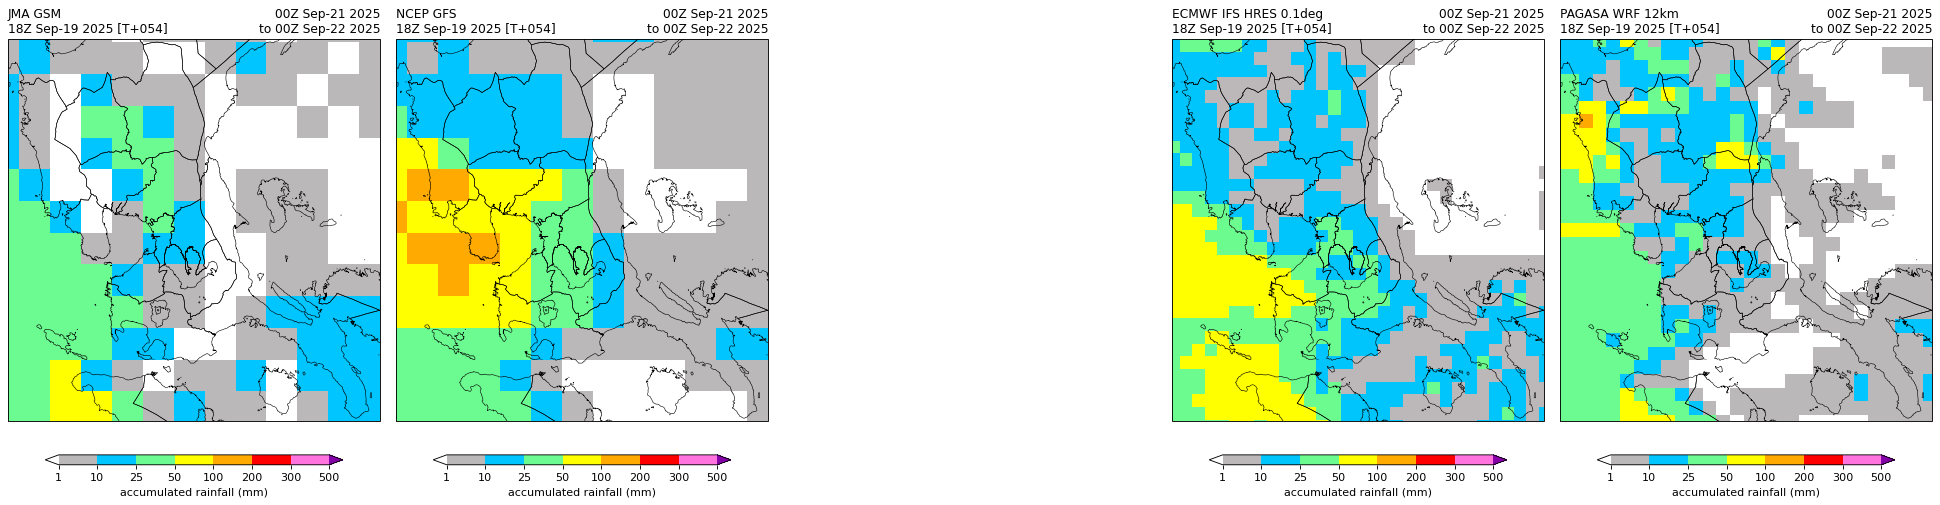 JMA GSM 00Z Sep-21 2025
18Z Sep-19 2025 [T+054] to 00Z Sep-22 2025
1 10 25 50 100 200 300 500
accumulated rainfall (mm)
NCEP GFS 00Z Sep-21 2025
18Z Sep-19 2025 [T+054] to 00Z Sep-22 2025
1 10 25 50 100 200 300 500
accumulated rainfall (mm)
ECMWF IFS HRES 0.1deg 00Z Sep-21 2025
18Z Sep-19 2025 [T+054] to 00Z Sep-22 2025
1 10 25 50 100 200 300 500
accumulated rainfall (mm)
PAGASA WRF 12km 00Z Sep-21 2025
18Z Sep-19 2025 [T+054] to 00Z Sep-22 2025
1 10 25 50 100 200 300 500
accumulated rainfall (mm)